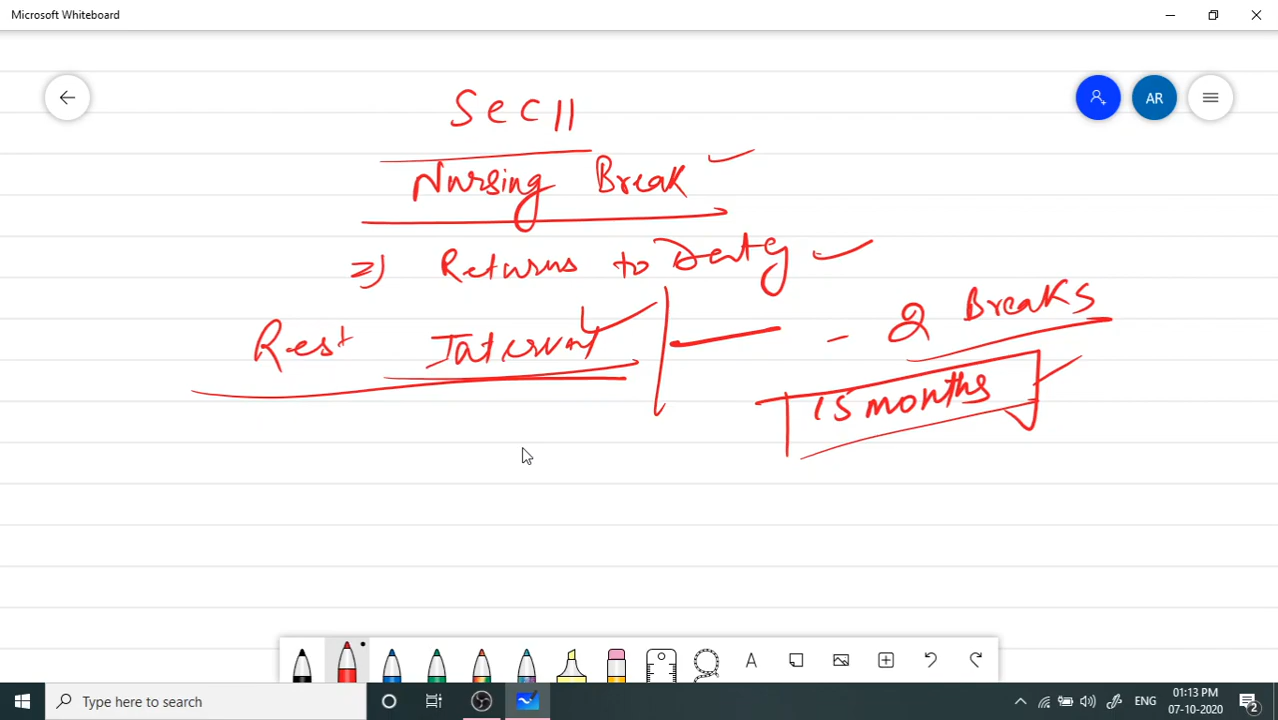 Microsoft Whiteboard
AR
Sec 11
Nursing Break
=) Returns to Duty
Rest Interval - 2 Breaks
15 months
A
Type here to search
ENG
01:13 PM
07-10-2020
2